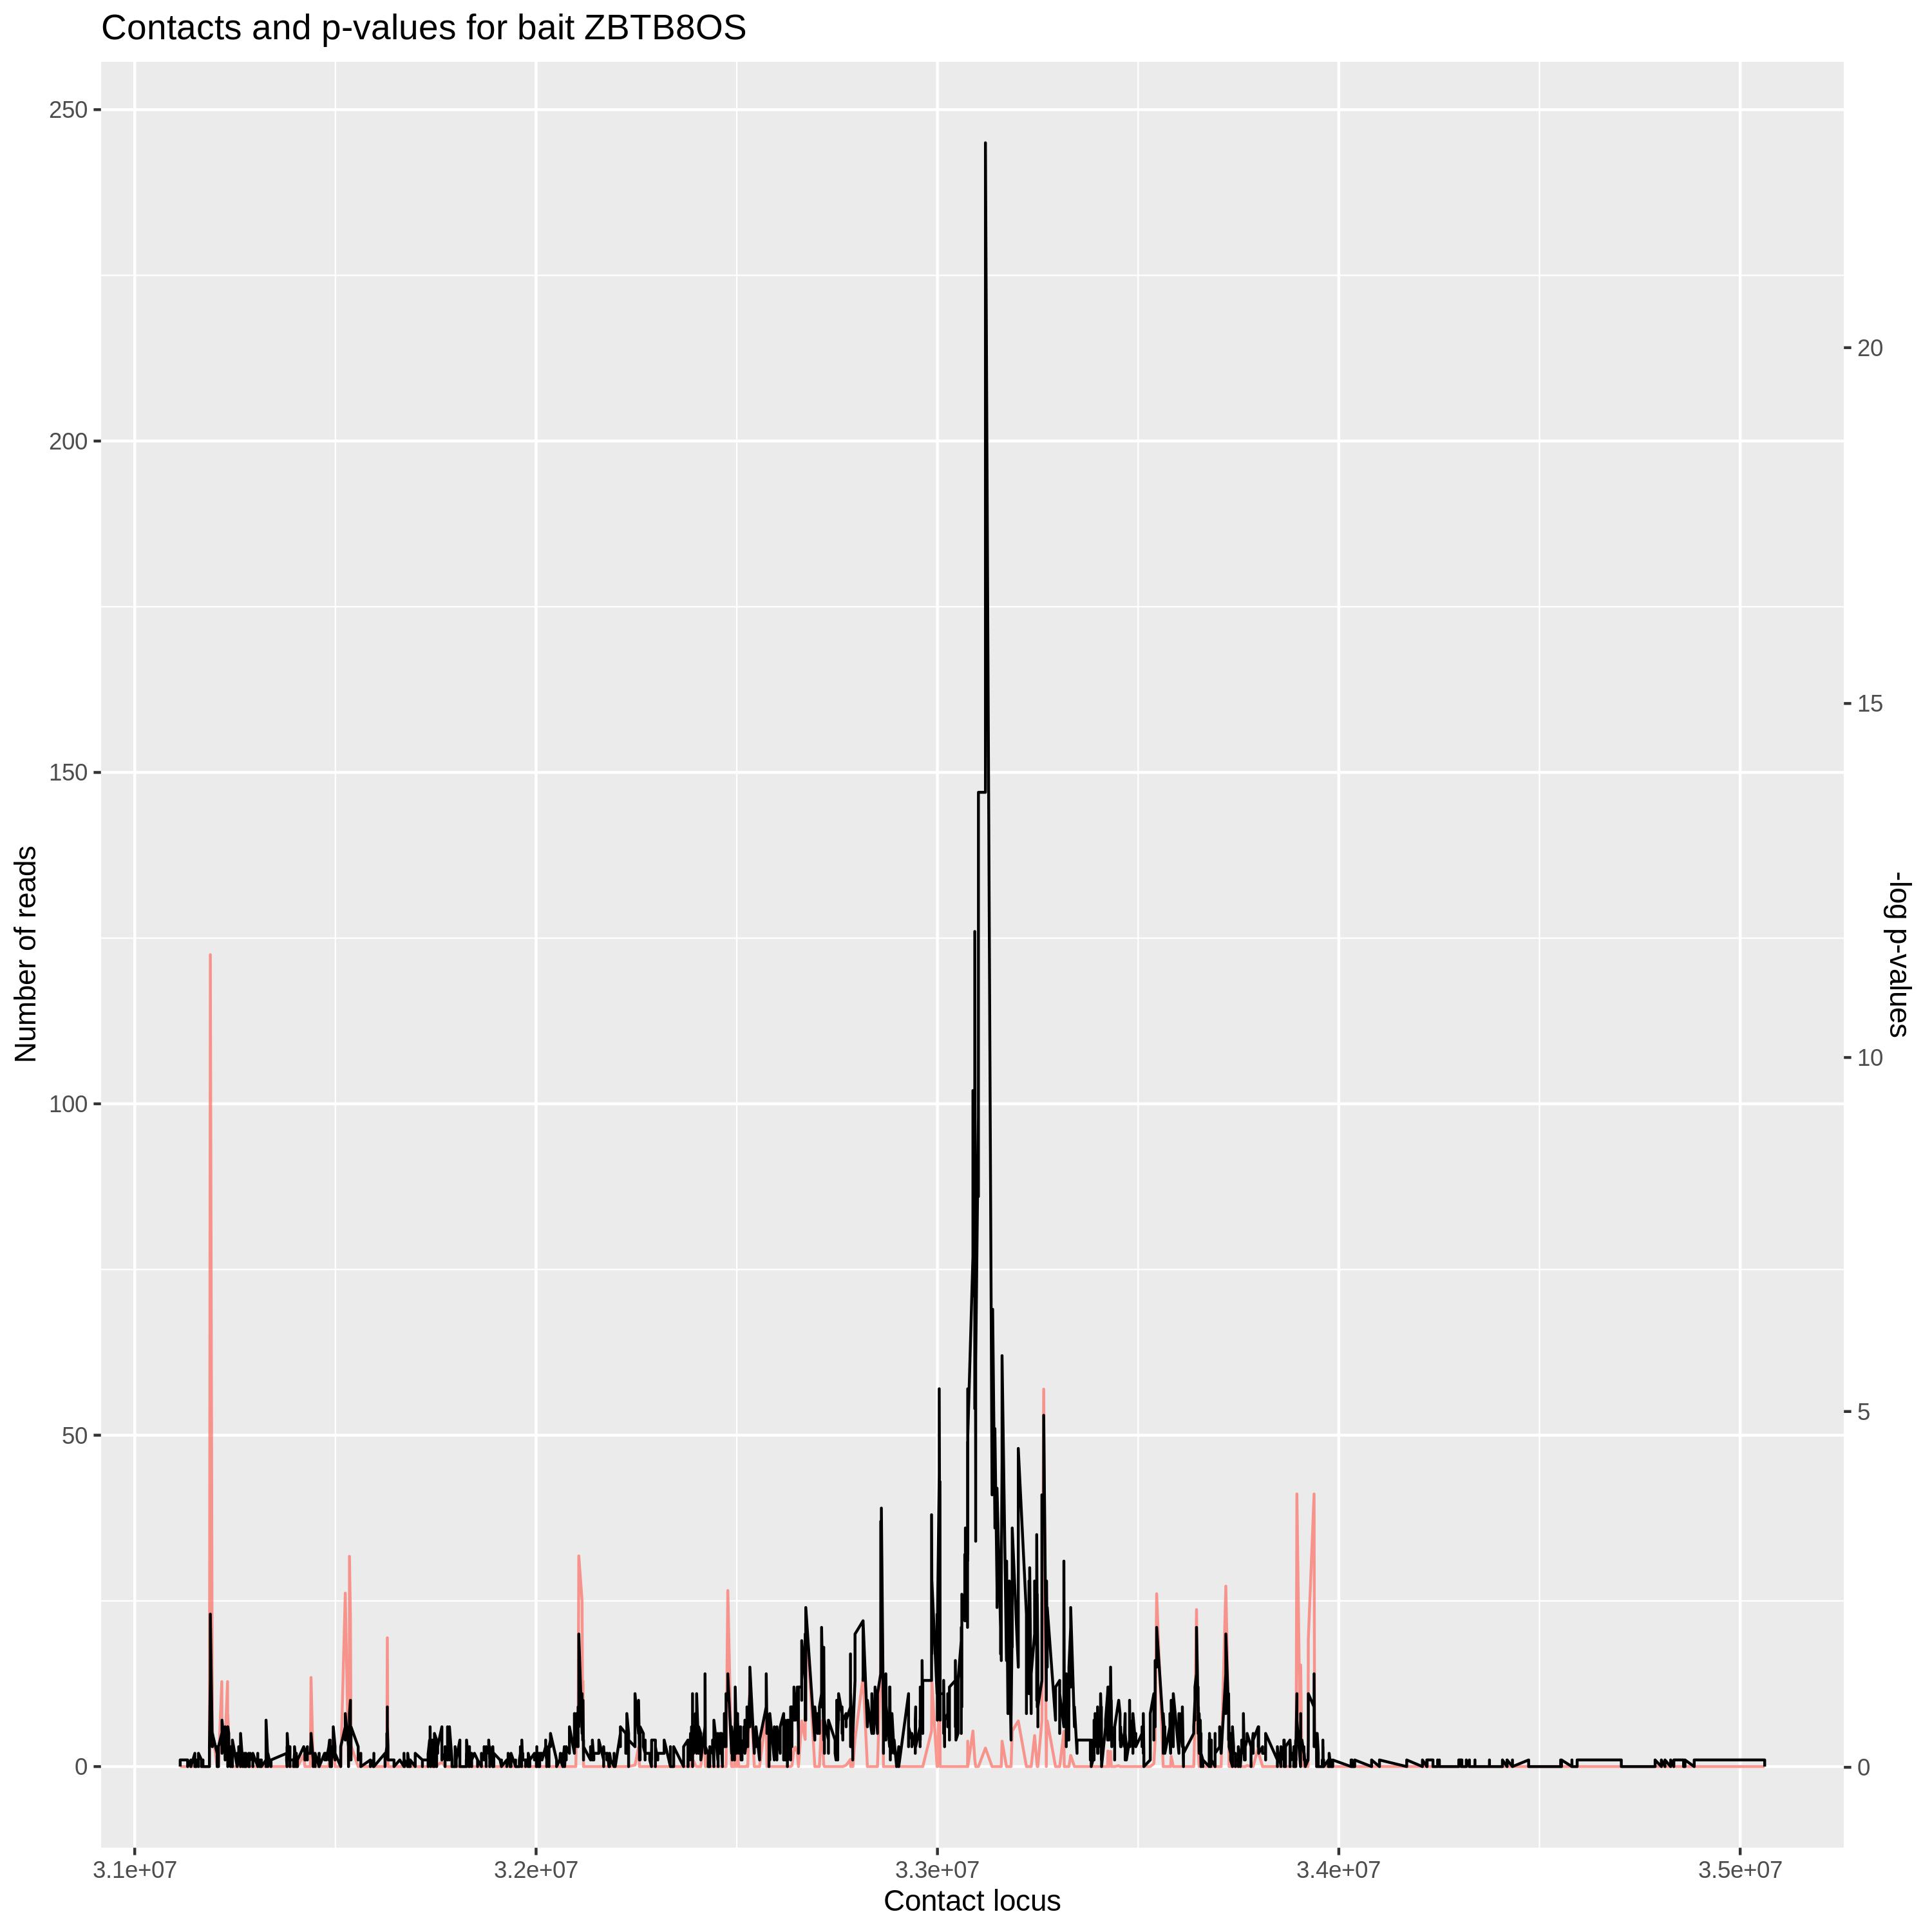 Contacts and p-values for bait ZBTB8OS
250
200
150
100
50
0
Number of reads
20
15
10
5
0
-log p-values
3.1e+07 3.2e+07 3.3e+07 3.4e+07 3.5e+07
Contact locus